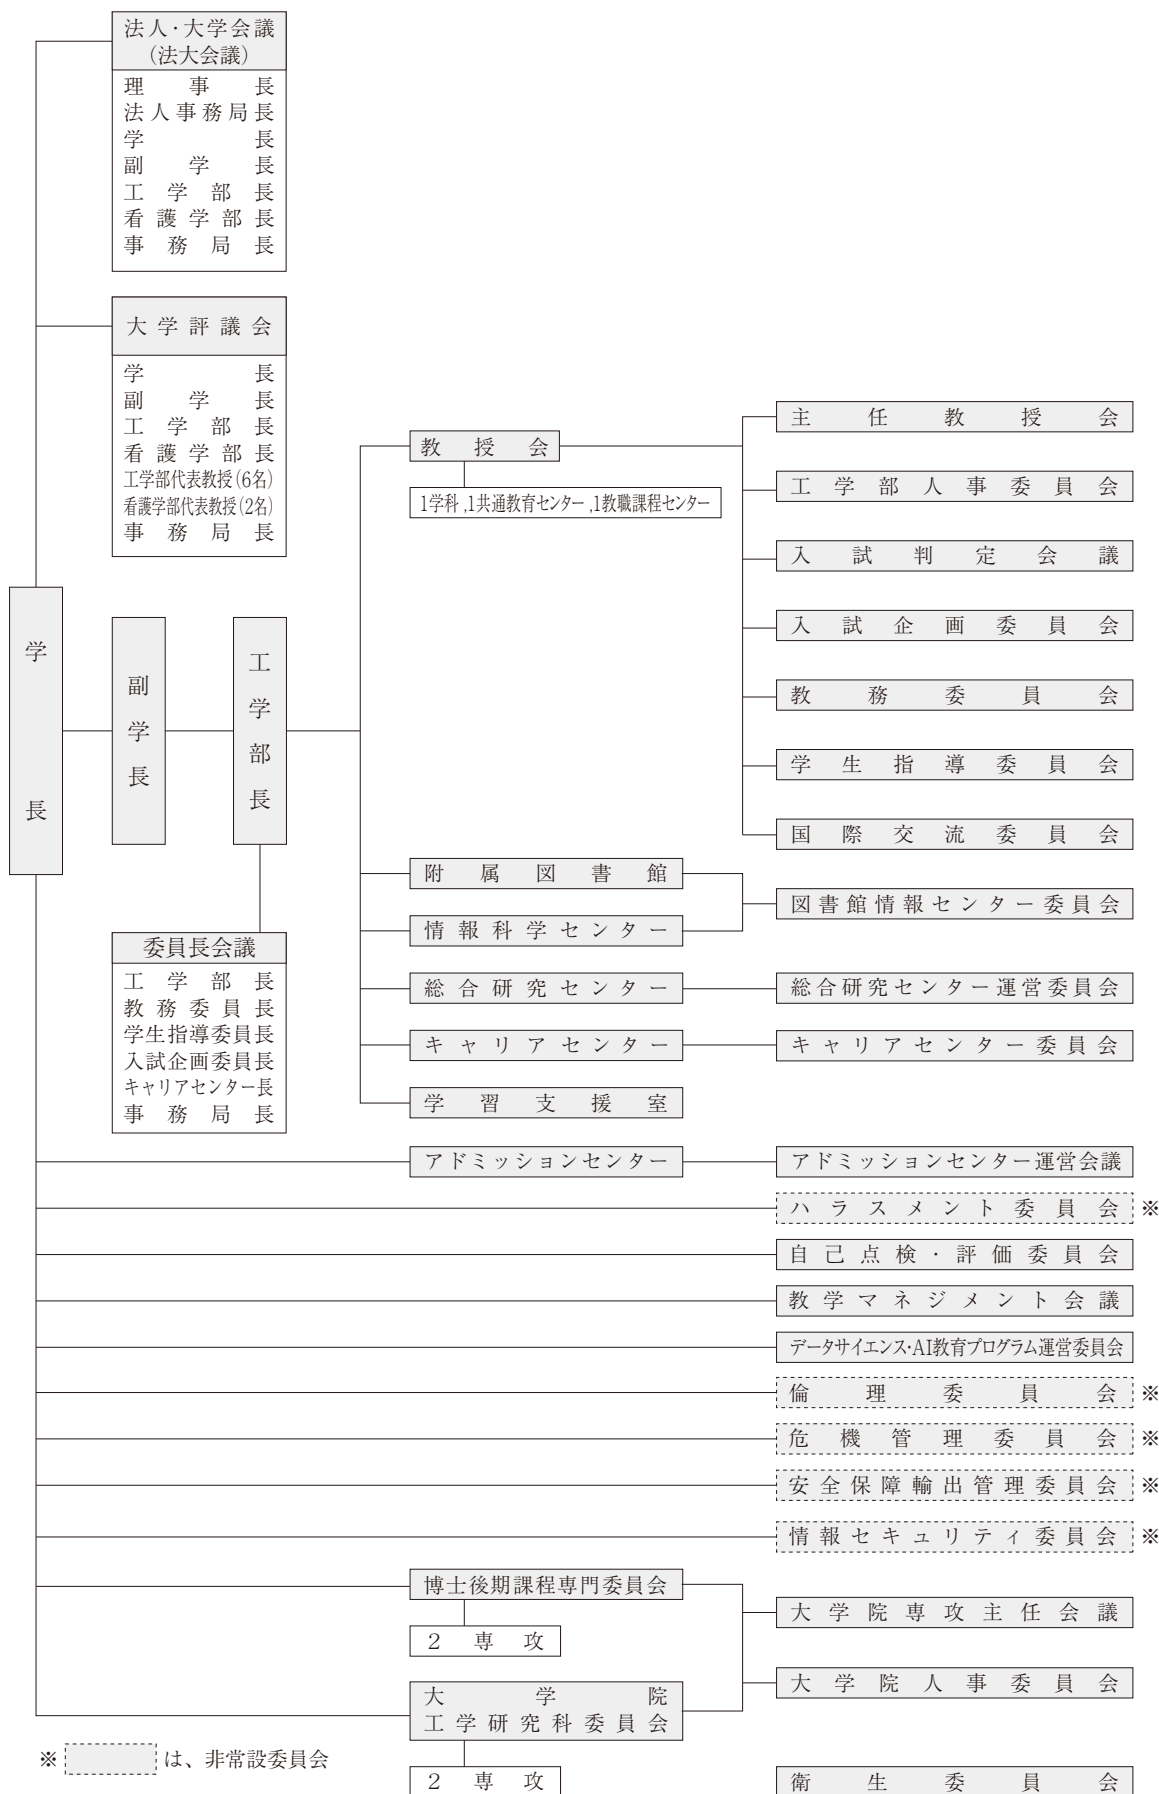 法人・大学会議
(法大会議)
理事長
法人事務局長
学長
副学長
工学部長
看護学部長
事務局長
大学評議会
学長
副学長
工学部長
看護学部長
工学部代表教授(6名)
看護学部代表教授(2名)
事務局長
学長
副学長
工学部長
委員長会議
工学部長
教務委員長
学生指導委員長
入試企画委員長
キャリアセンター長
事務局長
教授会
1学科,1共通教育センター,1教職課程センター
主任教授会
工学部人事委員会
入試判定会議
入試企画委員会
教務委員会
学生指導委員会
国際交流委員会
附属図書館
情報科学センター
図書館情報センター委員会
総合研究センター
総合研究センター運営委員会
キャリアセンター
キャリアセンター委員会
学習支援室
アドミッションセンター
アドミッションセンター運営会議
ハラスメント委員会※
自己点検・評価委員会
教学マネジメント会議
データサイエンス・AI教育プログラム運営委員会
倫理委員会※
危機管理委員会※
安全保障輸出管理委員会※
情報セキュリティ委員会※
博士後期課程専門委員会
2専攻
大学院
工学研究科委員会
2専攻
大学院専攻主任会議
大学院人事委員会
衛生委員会
※は、非常設委員会